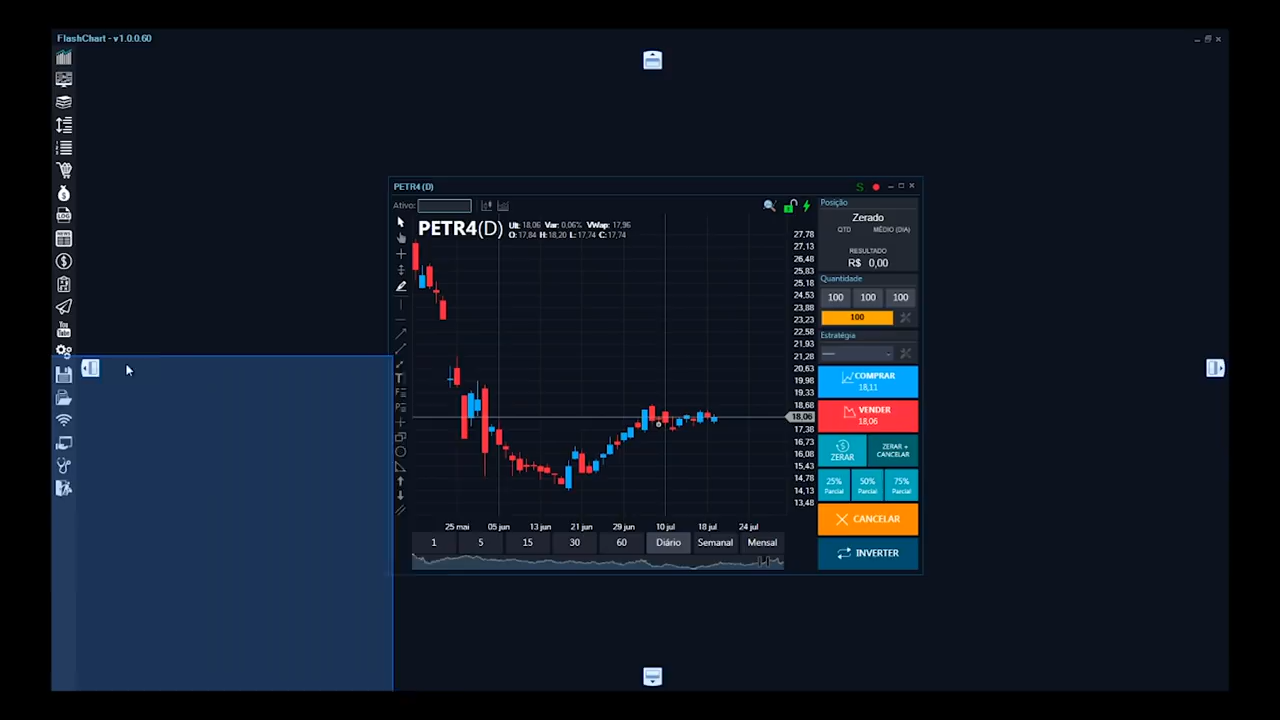 FlashChart - v1.0.0.60
LOG
NEWS
You
Tube
PETR4 (D)
S
Ativo:
PETR4(D)
Ult: 18,06 Var: 0,06% VWap: 17,96
O: 17,84 H: 18,20 L: 17,74 C: 17,74
27,78
27,13
26,48
25,83
25,18
24,53
23,88
23,23
22,58
21,93
21,28
20,63
19,98
19,33
18,68
18,06
17,38
16,73
16,08
15,43
14,78
14,13
13,48
25 mai 05 jun 13 jun 21 jun 29 jun 10 jul 18 jul 24 jul
1 5 15 30 60 Diário Semanal Mensal
Posição
Zerado
QTD MÉDIO (DIA)
RESULTADO
R$ 0,00
Quantidade
100 100 100
100
Estratégia
COMPRAR
18,11
VENDER
18,06
ZERAR
ZERAR +
CANCELAR
25% 50% 75%
Parcial Parcial Parcial
CANCELAR
INVERTER